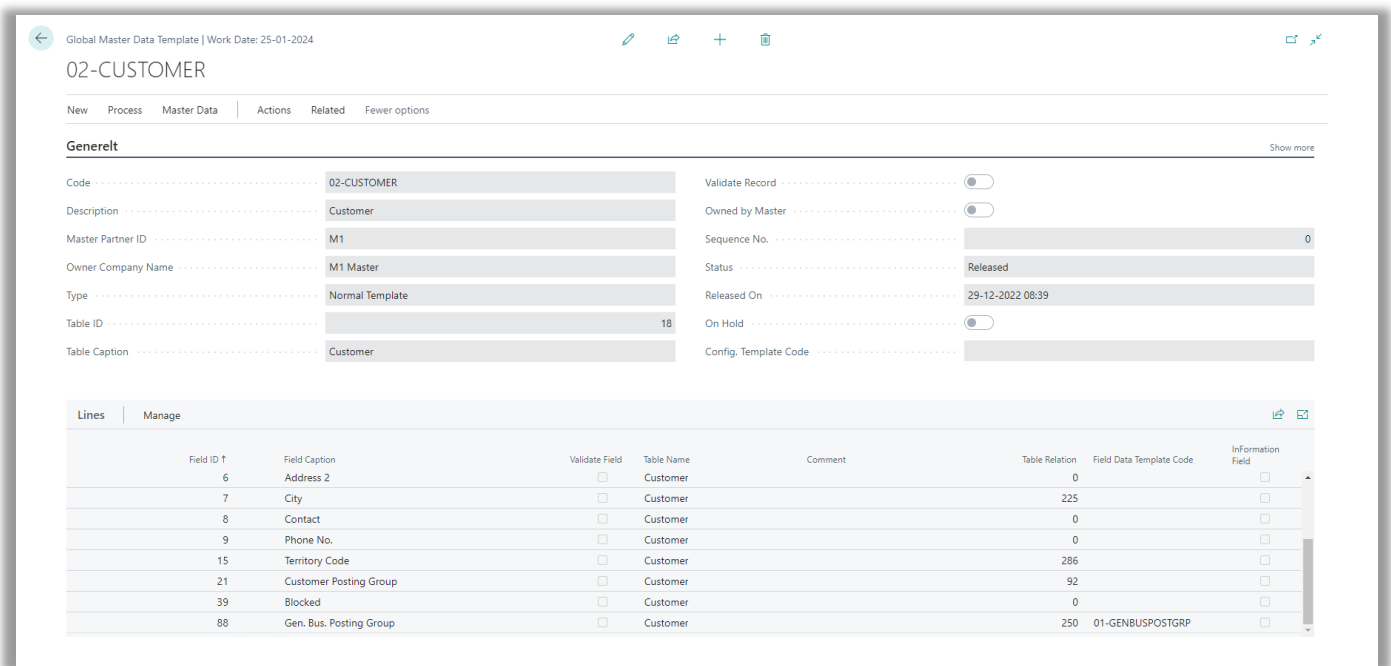 Global Master Data Template | Work Date: 25-01-2024
02-CUSTOMER
New Process Master Data Actions Related Fewer options
Generelt Show more
Code 02-CUSTOMER Validate Record
Description Customer Owned by Master
Master Partner ID M1 Sequence No. 0
Owner Company Name M1 Master Status Released
Type Normal Template Released On 29-12-2022 08:39
Table ID 18 On Hold
Table Caption Customer Config. Template Code
Lines Manage
Field ID ↑ Field Caption Validate Field Table Name Comment Table Relation Field Data Template Code InFormation Field
6 Address 2 Customer 0
7 City Customer 225
8 Contact Customer 0
9 Phone No. Customer 0
15 Territory Code Customer 286
21 Customer Posting Group Customer 92
39 Blocked Customer 0
88 Gen. Bus. Posting Group Customer 250 01-GENBUSPOSTGRP